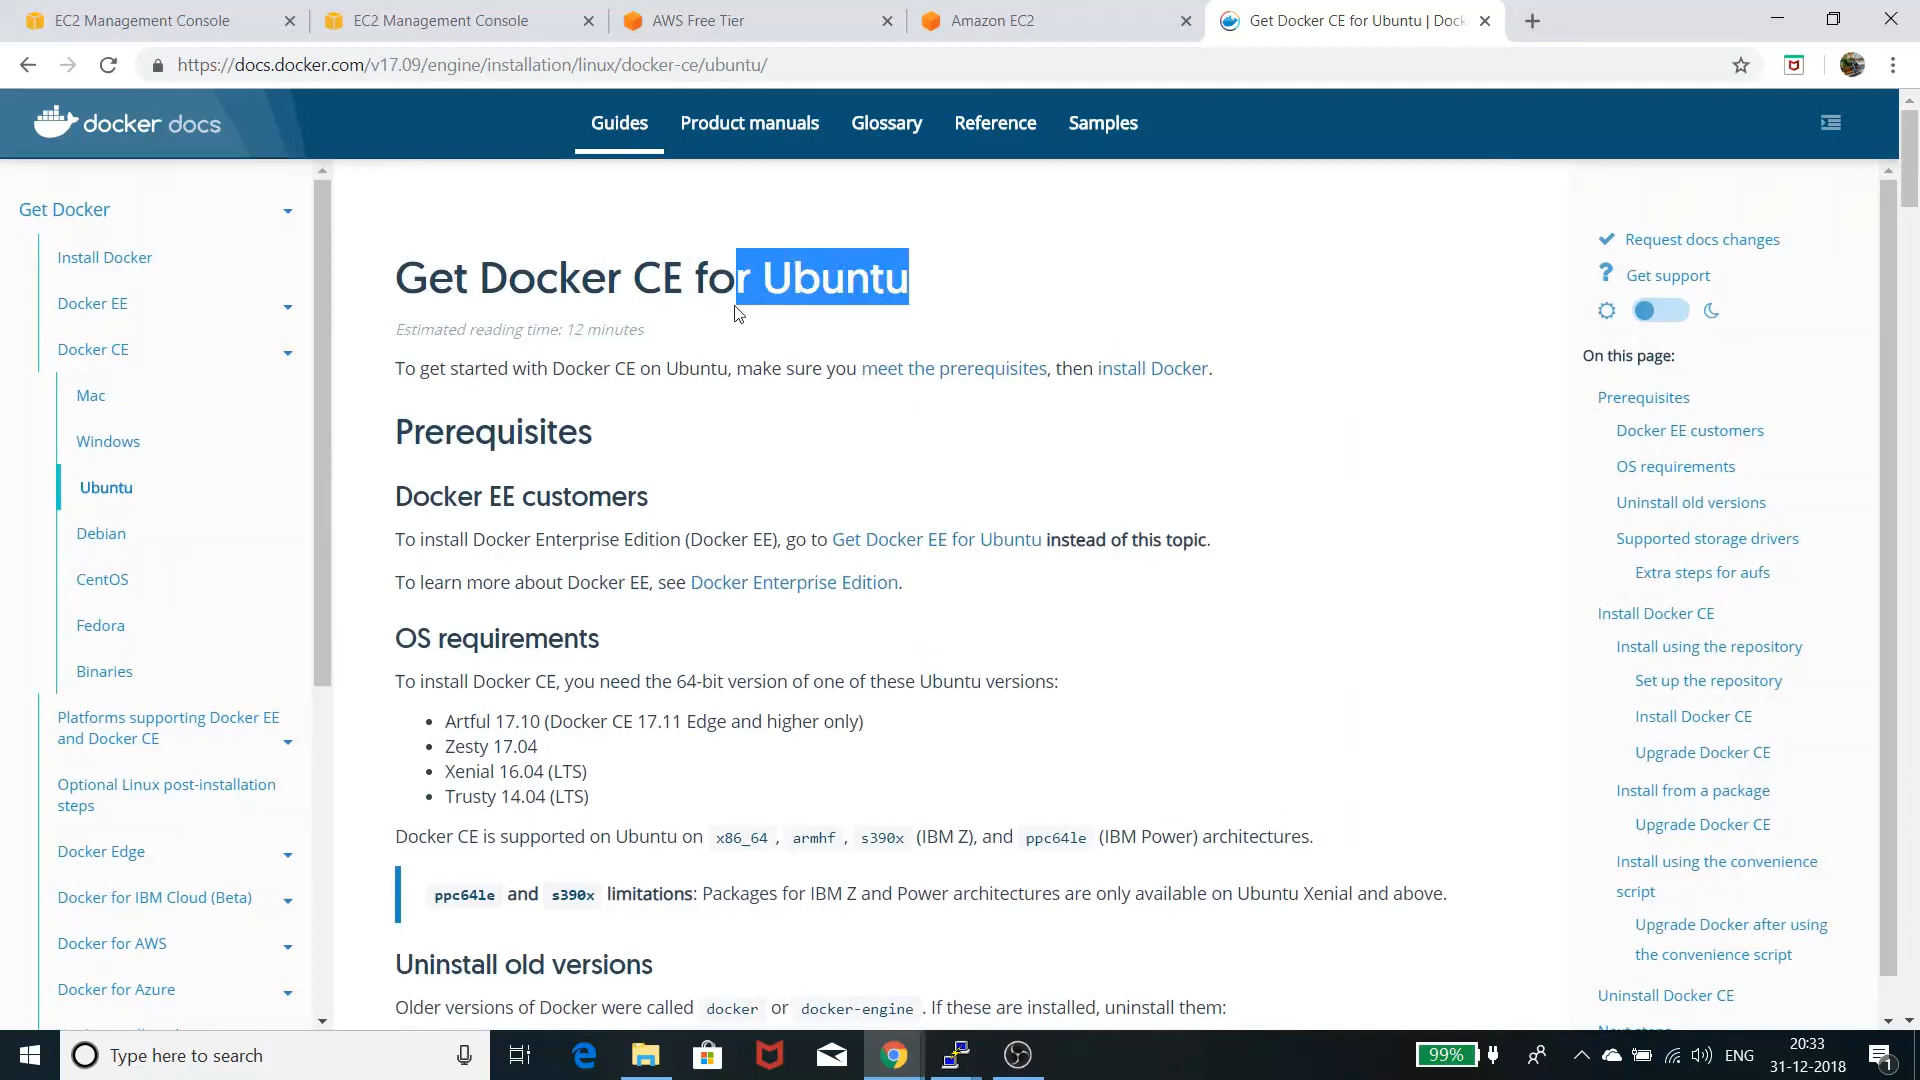 EC2 Management Console
EC2 Management Console
AWS Free Tier
Amazon EC2
Get Docker CE for Ubuntu | Dock
https://docs.docker.com/v17.09/engine/installation/linux/docker-ce/ubuntu/
docker docs
Guides
Product manuals
Glossary
Reference
Samples
Get Docker
Install Docker
Docker EE
Docker CE
Mac
Windows
Ubuntu
Debian
CentOS
Fedora
Binaries
Platforms supporting Docker EE
and Docker CE
Optional Linux post-installation
steps
Docker Edge
Docker for IBM Cloud (Beta)
Docker for AWS
Docker for Azure
Get Docker CE for Ubuntu
Estimated reading time: 12 minutes
To get started with Docker CE on Ubuntu, make sure you meet the prerequisites, then install Docker.
Prerequisites
Docker EE customers
To install Docker Enterprise Edition (Docker EE), go to Get Docker EE for Ubuntu instead of this topic.
To learn more about Docker EE, see Docker Enterprise Edition.
OS requirements
To install Docker CE, you need the 64-bit version of one of these Ubuntu versions:
• Artful 17.10 (Docker CE 17.11 Edge and higher only)
• Zesty 17.04
• Xenial 16.04 (LTS)
• Trusty 14.04 (LTS)
Docker CE is supported on Ubuntu on x86_64 , armhf , s390x (IBM Z), and ppc64le (IBM Power) architectures.
ppc64le and s390x limitations: Packages for IBM Z and Power architectures are only available on Ubuntu Xenial and above.
Uninstall old versions
Older versions of Docker were called docker or docker-engine . If these are installed, uninstall them:
Request docs changes
Get support
On this page:
Prerequisites
Docker EE customers
OS requirements
Uninstall old versions
Supported storage drivers
Extra steps for aufs
Install Docker CE
Install using the repository
Set up the repository
Install Docker CE
Upgrade Docker CE
Install from a package
Upgrade Docker CE
Install using the convenience
script
Upgrade Docker after using
the convenience script
Uninstall Docker CE
Type here to search
99%
ENG
20:33
31-12-2018
1